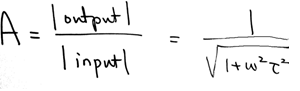 A = |output| / |input| = 1 / √(1+ω²τ²)